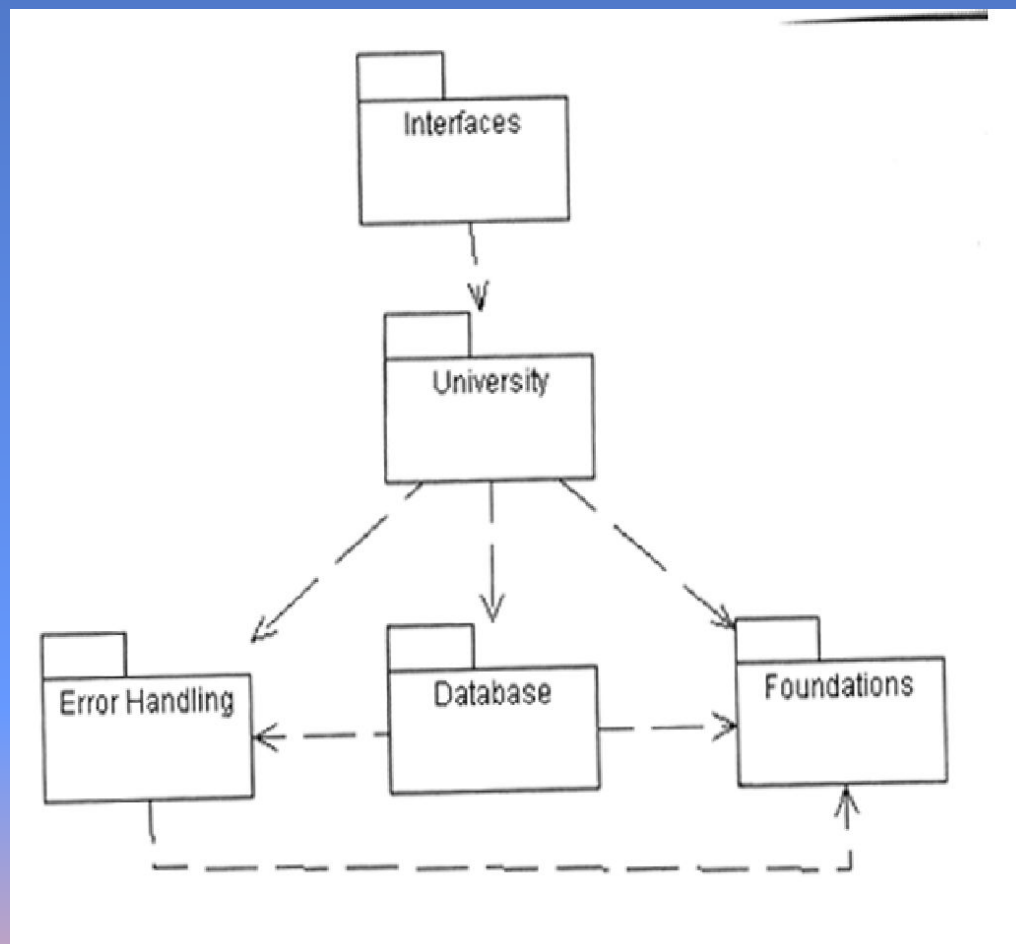 Interfaces
University
Error Handling
Database
Foundations